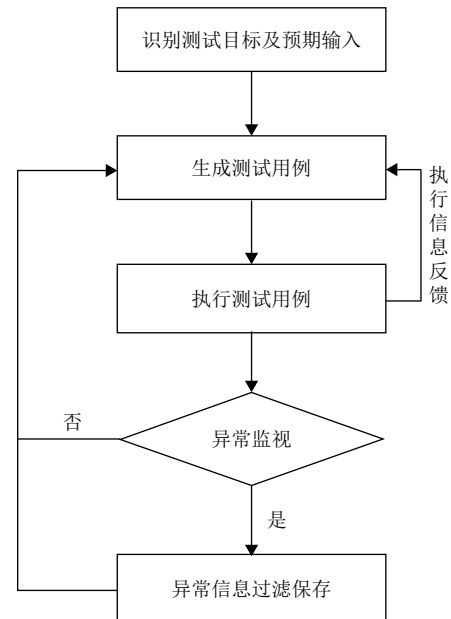 识别测试目标及预期输入
生成测试用例
执行信息反馈
执行测试用例
否
异常监视
是
异常信息过滤保存